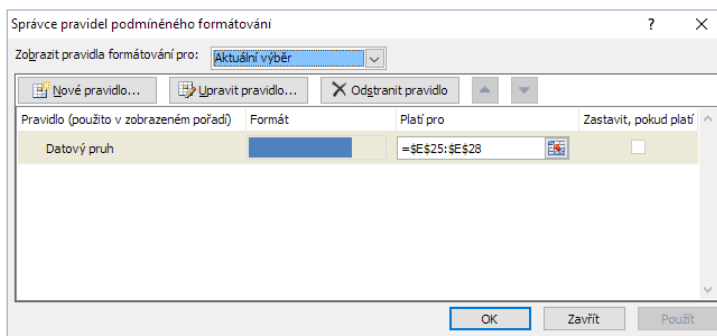 Správce pravidel podmíněného formátování ?
Zobrazit pravidla formátování pro: Aktuální výběr
Nové pravidlo... Upravit pravidlo... Odstranit pravidlo
Pravidlo (použito v zobrazeném pořadí) Formát Platí pro Zastavit, pokud platí
Datový pruh =$E$25:$E$28
OK Zavřít Použít